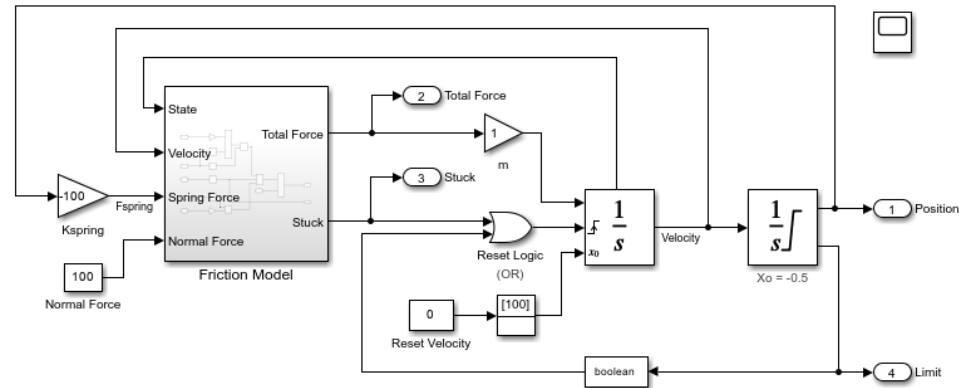 2 Total Force
State
Total Force
1
m
Velocity
3 Stuck
-100
Kspring
Fspring
Spring Force
Stuck
1
s
x₀
1
s
1 Position
Velocity
Normal Force
Reset Logic
(OR)
Xo = -0.5
100
Normal Force
Friction Model
[100]
0
Reset Velocity
boolean
4 Limit